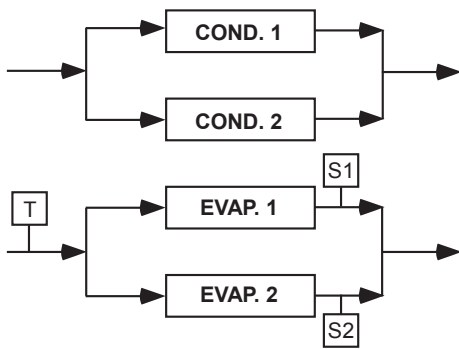 COND. 1
COND. 2
S1
T
EVAP. 1
EVAP. 2
S2